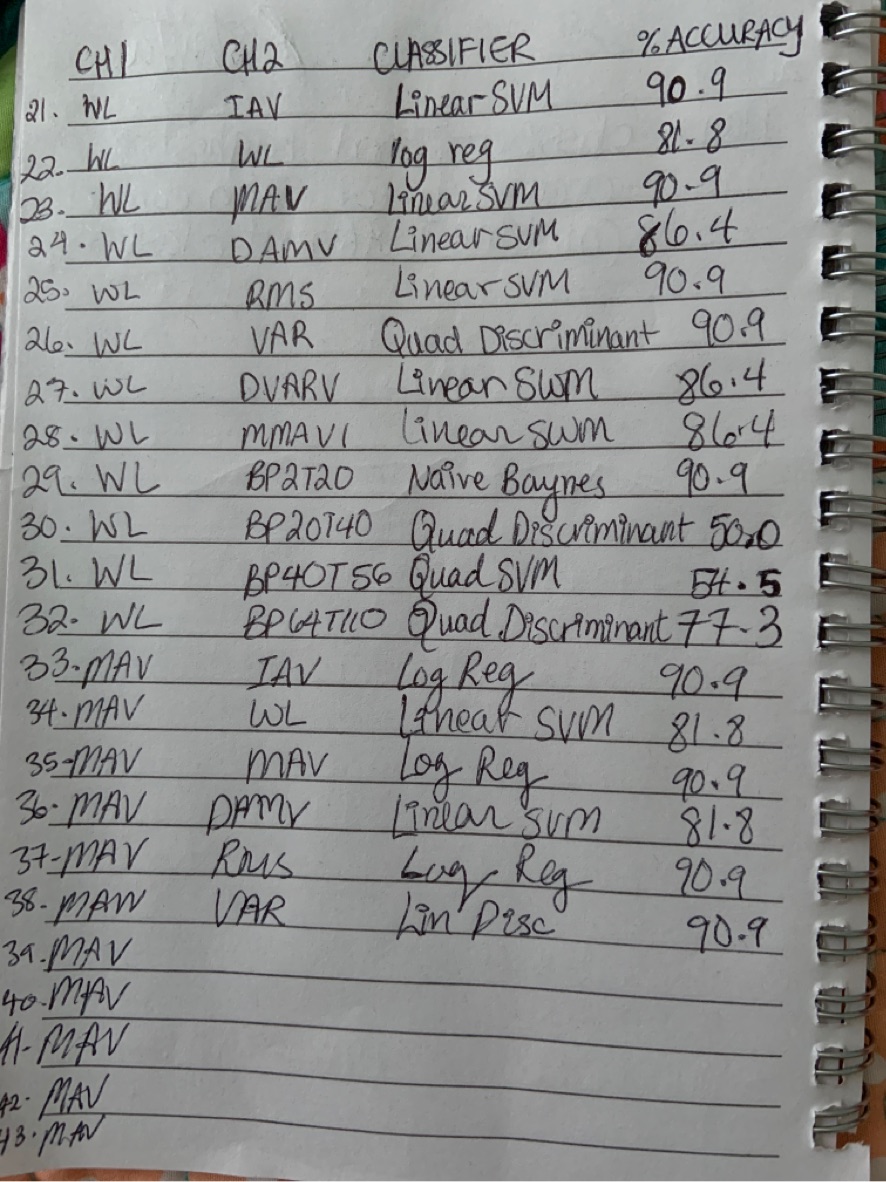 CH1 CH2 CLASSIFIER % ACCURACY
21. WL IAV Linear SVM 90.9
22. WL WL log reg 81.8
23. WL MAV Linear SVM 90.9
24. WL DAMV Linear SVM 86.4
25. WL RMS Linear SVM 90.9
26. WL VAR Quad Discriminant 90.9
27. WL DVARV Linear SWM 86.4
28. WL MMAV1 Linear SWM 86.4
29. WL BP2T20 Naïve Baynes 90.9
30. WL BP20T40 Quad Discriminant 50.0
31. WL BP40T56 Quad SVM 54.5
32. WL BP64T110 Quad Discriminant 77.3
33. MAV IAV Log Reg 90.9
34. MAV WL Linear SVM 81.8
35. MAV MAV Log Reg 90.9
36. MAV DAMV Linear SVM 81.8
37. MAV RMS Log Reg 90.9
38. MAV VAR Lin Disc 90.9
39. MAV
40. MAV
41. MAV
42. MAV
43. MAV